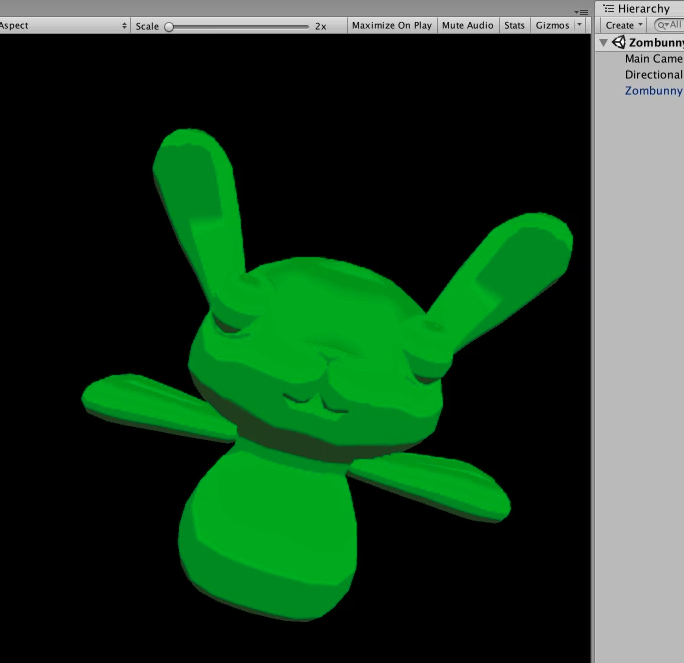 Hierarchy
Aspect Scale 2x Maximize On Play Mute Audio Stats Gizmos Create All
Zombunny
Main Came
Directional
Zombunny